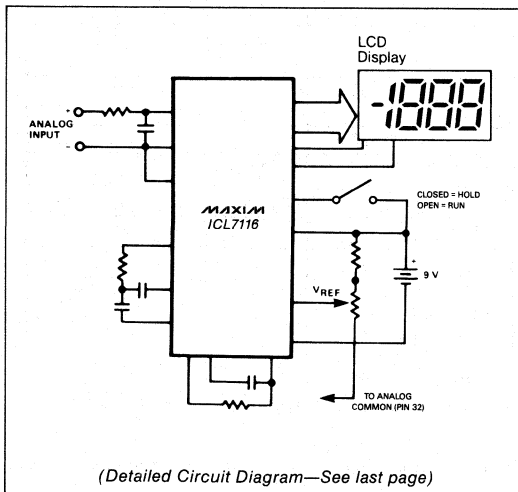 LCD
Display
-1888
+
ANALOG
INPUT
−
MAXIM
ICL7116
CLOSED = HOLD
OPEN = RUN
+
9 V
VREF
TO ANALOG
COMMON (PIN 32)
(Detailed Circuit Diagram—See last page)